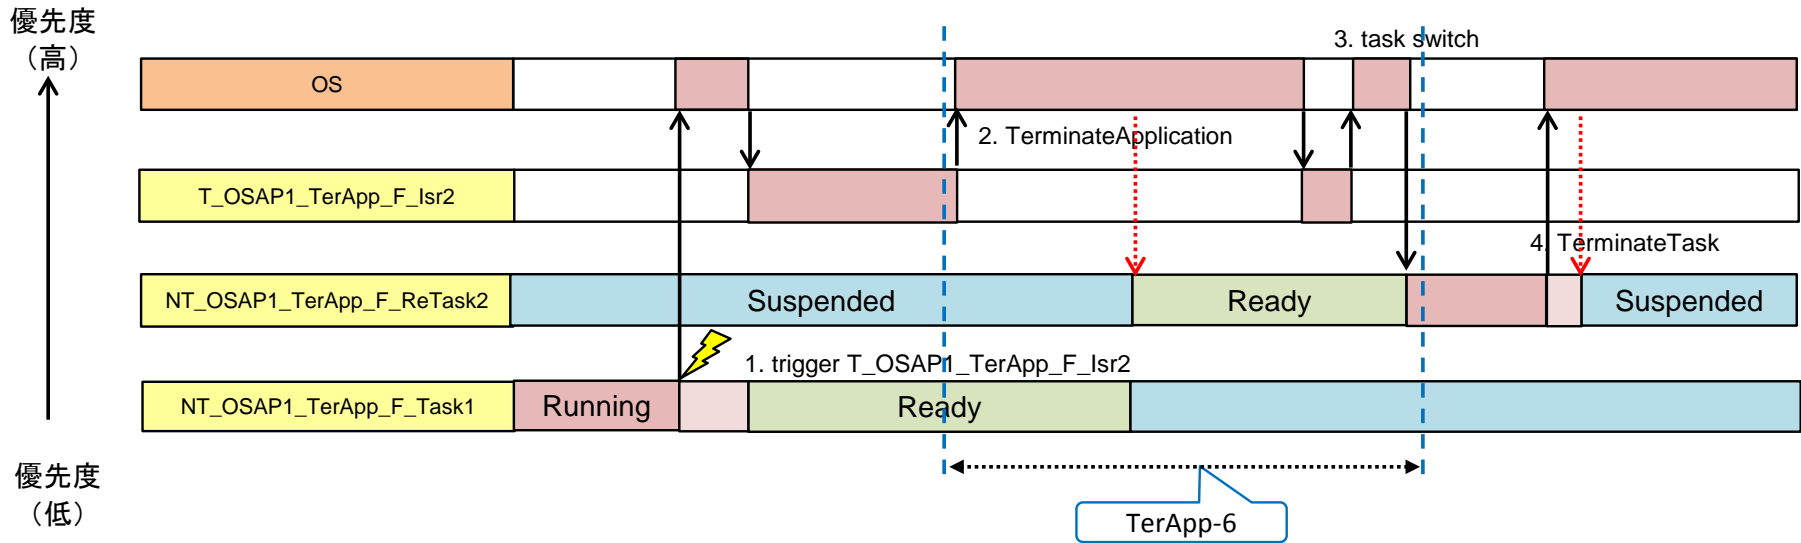 優先度
（高）
3. task switch
OS
2. TerminateApplication
T_OSAP1_TerApp_F_Isr2
4. TerminateTask
NT_OSAP1_TerApp_F_ReTask2
Suspended
Ready
Suspended
1. trigger T_OSAP1_TerApp_F_Isr2
NT_OSAP1_TerApp_F_Task1
Running
Ready
優先度
（低）
TerApp-6